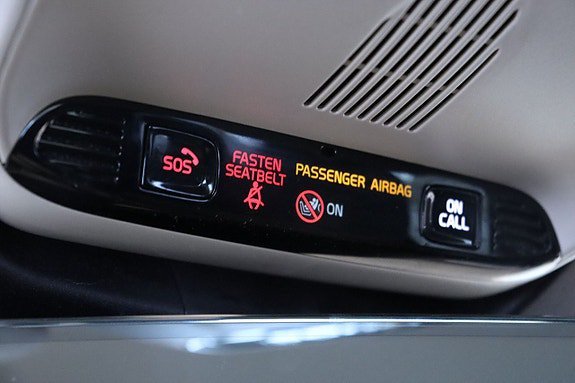 SOS
FASTEN
SEATBELT
PASSENGER AIRBAG
ON
ON
CALL